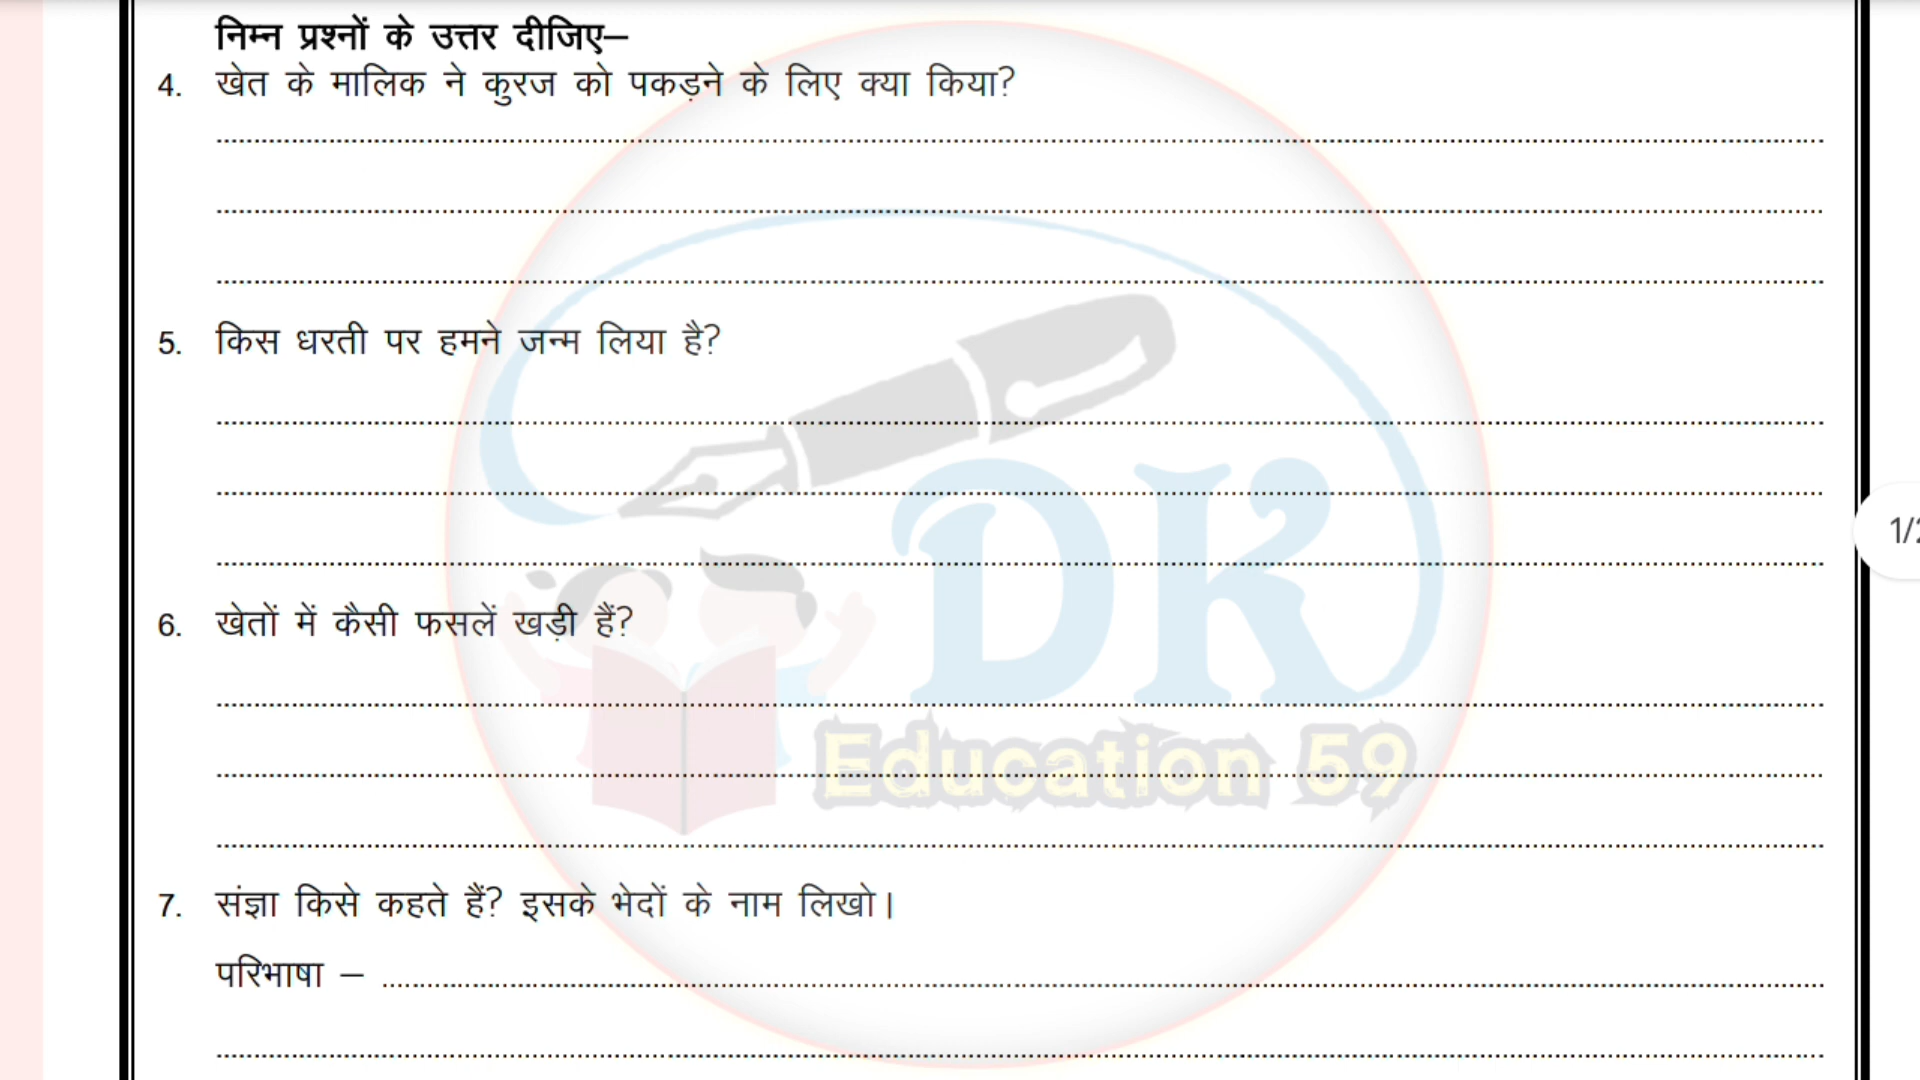 निम्न प्रश्नों के उत्तर दीजिए–
4. खेत के मालिक ने कुरज को पकड़ने के लिए क्या किया?
5. किस धरती पर हमने जन्म लिया है?
6. खेतों में कैसी फसलें खड़ी हैं?
7. संज्ञा किसे कहते हैं? इसके भेदों के नाम लिखो।
परिभाषा –
DK
Education 59
1/2